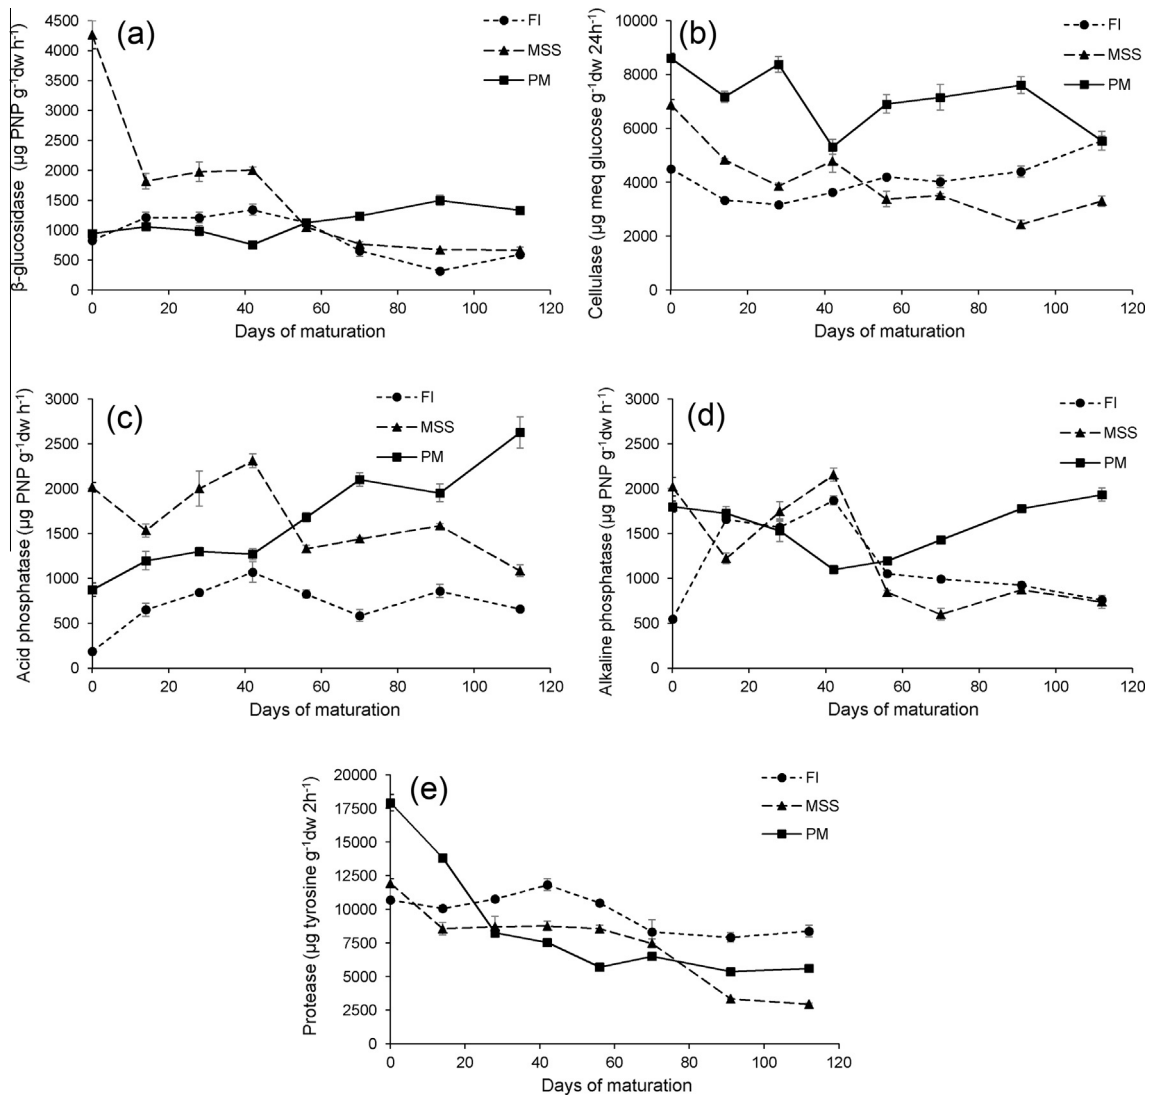 (a)
β-glucosidase (µg PNP g⁻¹dw h⁻¹)
4500
4000
3500
3000
2500
2000
1500
1000
500
0
0 20 40 60 80 100 120
Days of maturation
FI
MSS
PM
(b)
Cellulase (µg meq glucose g⁻¹dw 24h⁻¹)
10000
8000
6000
4000
2000
0
0 20 40 60 80 100 120
Days of maturation
FI
MSS
PM
(c)
Acid phosphatase (µg PNP g⁻¹dw h⁻¹)
3000
2500
2000
1500
1000
500
0
0 20 40 60 80 100 120
Days of maturation
FI
MSS
PM
(d)
Alkaline phosphatase (µg PNP g⁻¹dw h⁻¹)
3000
2500
2000
1500
1000
500
0
0 20 40 60 80 100 120
Days of maturation
FI
MSS
PM
(e)
Protease (µg tyrosine g⁻¹dw 2h⁻¹)
20000
17500
15000
12500
10000
7500
5000
2500
0
0 20 40 60 80 100 120
Days of maturation
FI
MSS
PM